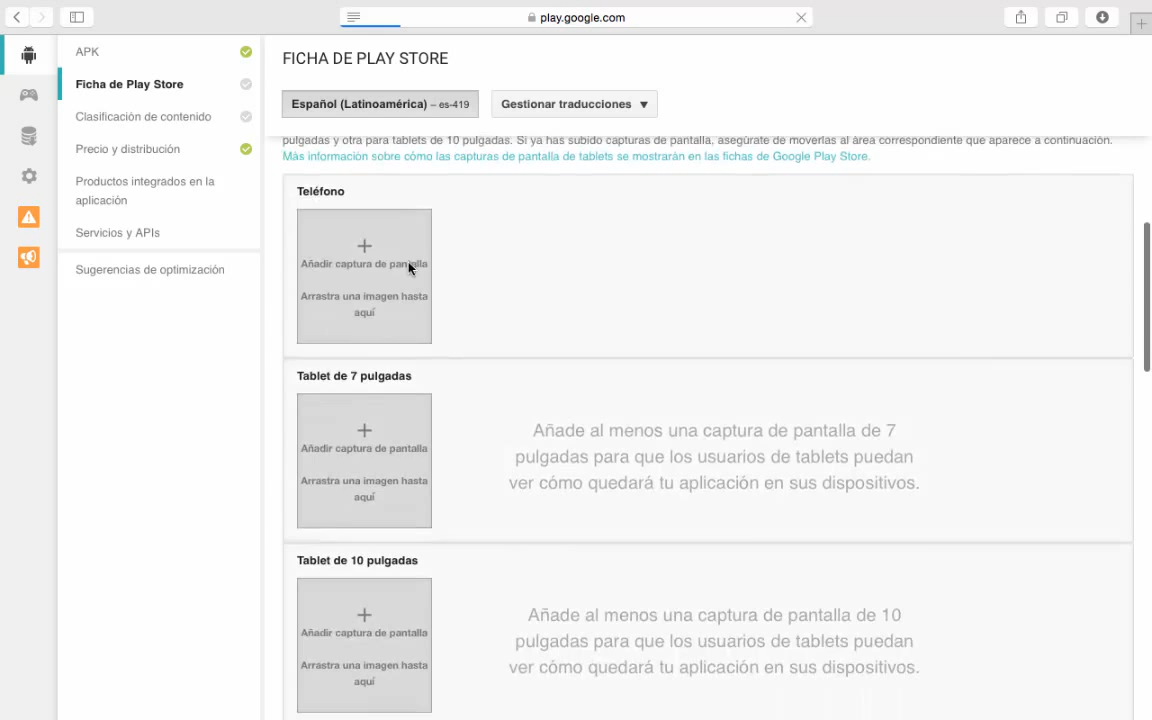 play.google.com
APK
Ficha de Play Store
Clasificación de contenido
Precio y distribución
Productos integrados en la
aplicación
Servicios y APIs
Sugerencias de optimización
FICHA DE PLAY STORE
Español (Latinoamérica) – es-419
Gestionar traducciones ▼
pulgadas y otra para tablets de 10 pulgadas. Si ya has subido capturas de pantalla, asegúrate de moverlas al área correspondiente que aparece a continuación.
Más información sobre cómo las capturas de pantalla de tablets se mostrarán en las fichas de Google Play Store.
Teléfono
+
Añadir captura de pantalla
Arrastra una imagen hasta
aquí
Tablet de 7 pulgadas
+
Añadir captura de pantalla
Arrastra una imagen hasta
aquí
Añade al menos una captura de pantalla de 7
pulgadas para que los usuarios de tablets puedan
ver cómo quedará tu aplicación en sus dispositivos.
Tablet de 10 pulgadas
+
Añadir captura de pantalla
Arrastra una imagen hasta
aquí
Añade al menos una captura de pantalla de 10
pulgadas para que los usuarios de tablets puedan
ver cómo quedará tu aplicación en sus dispositivos.